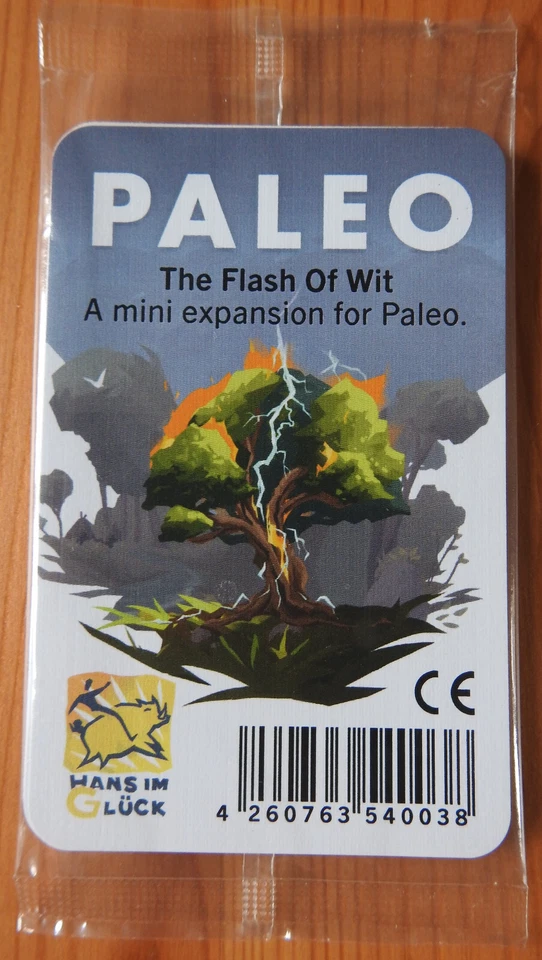 PALEO
The Flash Of Wit
A mini expansion for Paleo.
CE
HANS IM
GLÜCK
4 260763 540038